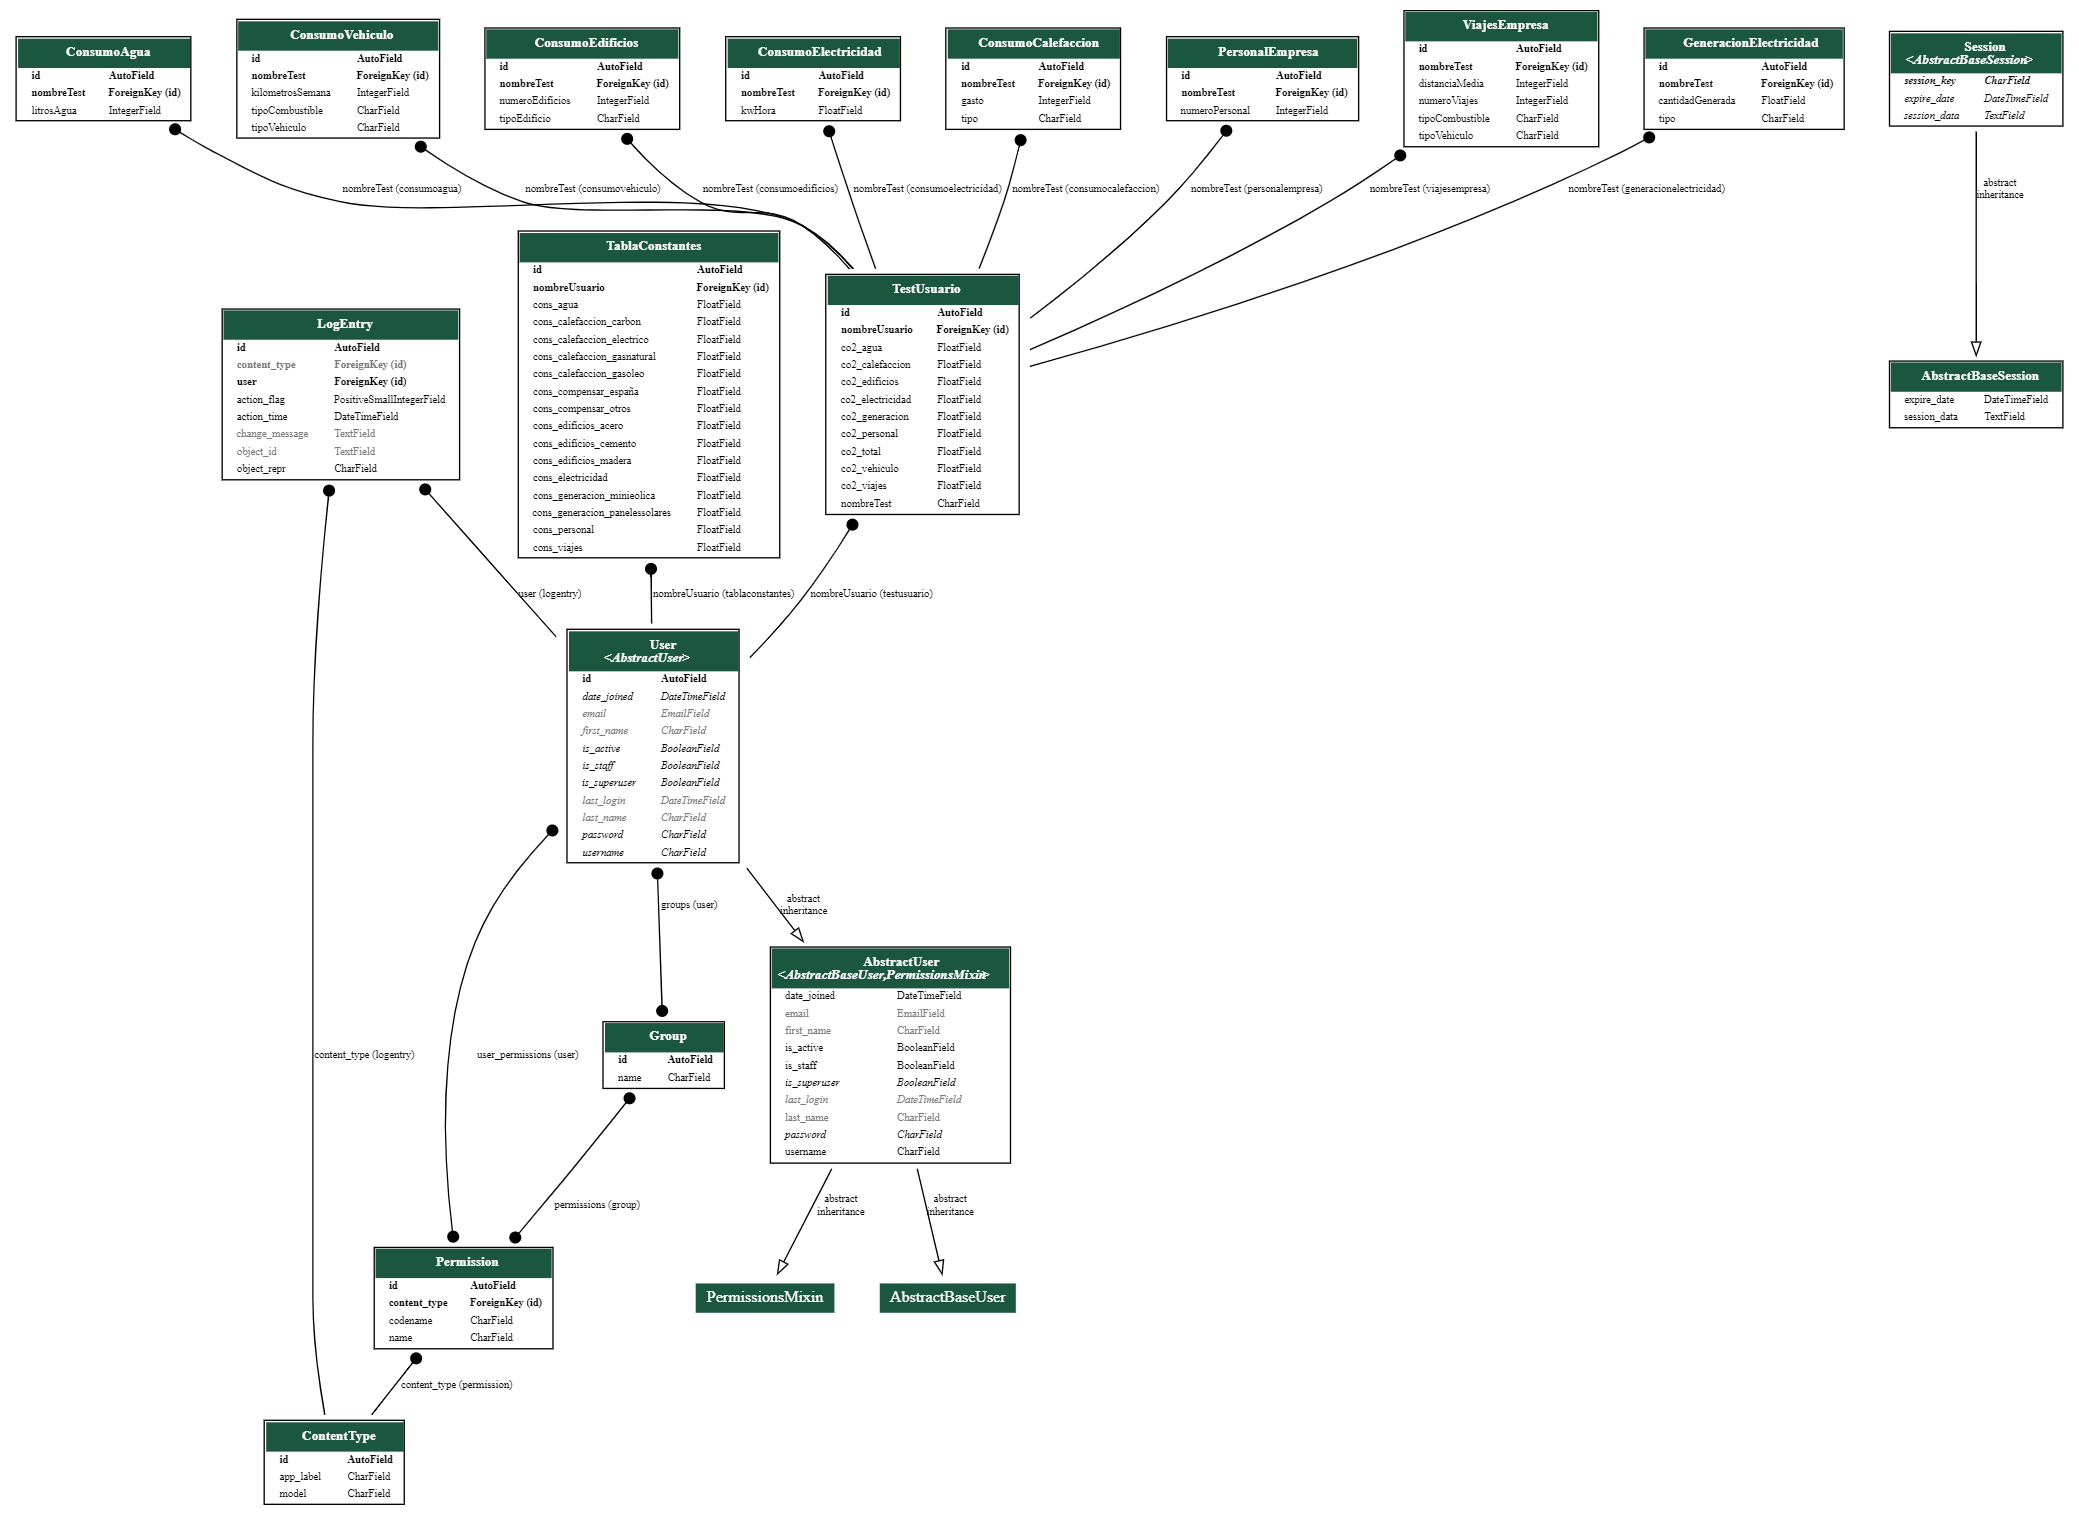 ConsumoAgua
id AutoField
nombreTest ForeignKey (id)
litrosAgua IntegerField
ConsumoVehiculo
id AutoField
nombreTest ForeignKey (id)
kilometrosSemana IntegerField
tipoCombustible CharField
tipoVehiculo CharField
ConsumoEdificios
id AutoField
nombreTest ForeignKey (id)
numeroEdificios IntegerField
tipoEdificio CharField
ConsumoElectricidad
id AutoField
nombreTest ForeignKey (id)
kwHora FloatField
ConsumoCalefaccion
id AutoField
nombreTest ForeignKey (id)
gasto IntegerField
tipo CharField
PersonalEmpresa
id AutoField
nombreTest ForeignKey (id)
numeroPersonal IntegerField
ViajesEmpresa
id AutoField
nombreTest ForeignKey (id)
distanciaMedia IntegerField
numeroViajes IntegerField
tipoCombustible CharField
tipoVehiculo CharField
GeneracionElectricidad
id AutoField
nombreTest ForeignKey (id)
cantidadGenerada FloatField
tipo CharField
Session
<AbstractBaseSession>
session_key CharField
expire_date DateTimeField
session_data TextField
nombreTest (consumoagua)
nombreTest (consumovehiculo)
nombreTest (consumoedificios)
nombreTest (consumoelectricidad)
nombreTest (consumocalefaccion)
nombreTest (personalempresa)
nombreTest (viajesempresa)
nombreTest (generacionelectricidad)
abstract
inheritance
TablaConstantes
id AutoField
nombreUsuario ForeignKey (id)
cons_agua FloatField
cons_calefaccion_carbon FloatField
cons_calefaccion_electrico FloatField
cons_calefaccion_gasnatural FloatField
cons_calefaccion_gasoleo FloatField
cons_compensar_españa FloatField
cons_compensar_otros FloatField
cons_edificios_acero FloatField
cons_edificios_cemento FloatField
cons_edificios_madera FloatField
cons_electricidad FloatField
cons_generacion_minieolica FloatField
cons_generacion_panelessolares FloatField
cons_personal FloatField
cons_viajes FloatField
TestUsuario
id AutoField
nombreUsuario ForeignKey (id)
co2_agua FloatField
co2_calefaccion FloatField
co2_edificios FloatField
co2_electricidad FloatField
co2_generacion FloatField
co2_personal FloatField
co2_total FloatField
co2_vehiculo FloatField
co2_viajes FloatField
nombreTest CharField
LogEntry
id AutoField
content_type ForeignKey (id)
user ForeignKey (id)
action_flag PositiveSmallIntegerField
action_time DateTimeField
change_message TextField
object_id TextField
object_repr CharField
AbstractBaseSession
expire_date DateTimeField
session_data TextField
user (logentry)
nombreUsuario (tablaconstantes)
nombreUsuario (testusuario)
User
<AbstractUser>
id AutoField
date_joined DateTimeField
email EmailField
first_name CharField
is_active BooleanField
is_staff BooleanField
is_superuser BooleanField
last_login DateTimeField
last_name CharField
password CharField
username CharField
groups (user)
abstract
inheritance
AbstractUser
<AbstractBaseUser,PermissionsMixin>
date_joined DateTimeField
email EmailField
first_name CharField
is_active BooleanField
is_staff BooleanField
is_superuser BooleanField
last_login DateTimeField
last_name CharField
password CharField
username CharField
content_type (logentry)
user_permissions (user)
Group
id AutoField
name CharField
permissions (group)
abstract
inheritance
abstract
inheritance
Permission
id AutoField
content_type ForeignKey (id)
codename CharField
name CharField
PermissionsMixin
AbstractBaseUser
content_type (permission)
ContentType
id AutoField
app_label CharField
model CharField